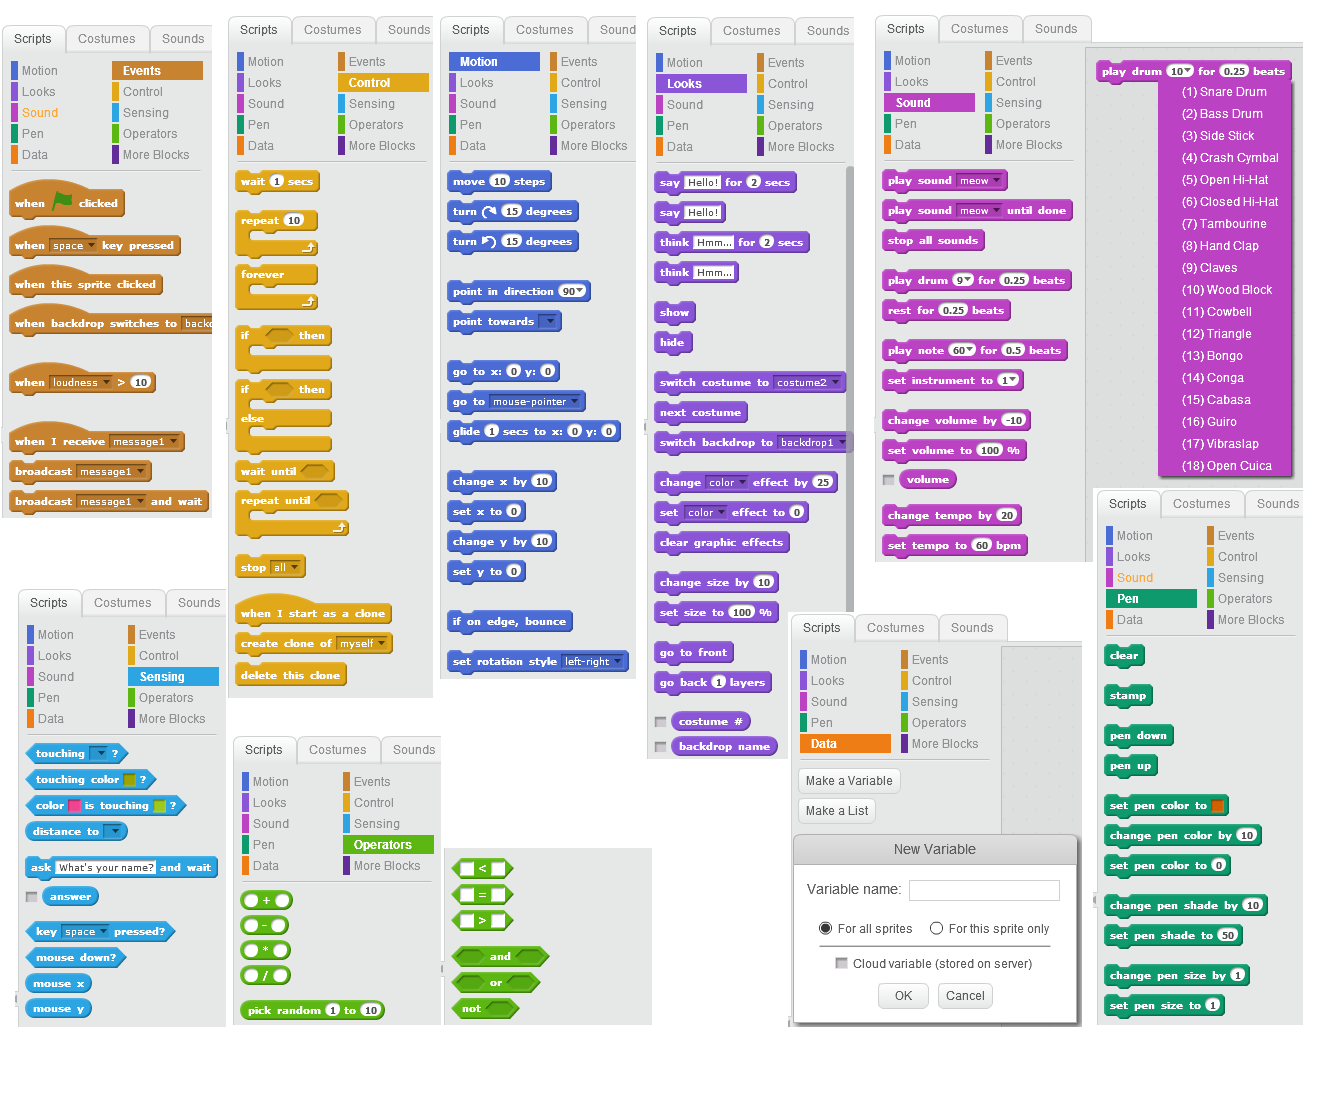 Scripts Costumes Sounds
Motion Events
Looks Control
Sound Sensing
Pen Operators
Data More Blocks
when clicked
when space key pressed
when this sprite clicked
when backdrop switches to backd
when loudness > 10
when I receive message1
broadcast message1
broadcast message1 and wait
Scripts Costumes Sounds
Motion Events
Looks Control
Sound Sensing
Pen Operators
Data More Blocks
wait 1 secs
repeat 10
forever
if then
if then
else
wait until
repeat until
stop all
when I start as a clone
create clone of myself
delete this clone
Scripts Costumes Sound
Motion Events
Looks Control
Sound Sensing
Pen Operators
Data More Blocks
move 10 steps
turn 15 degrees
turn 15 degrees
point in direction 90
point towards
go to x: 0 y: 0
go to mouse-pointer
glide 1 secs to x: 0 y: 0
change x by 10
set x to 0
change y by 10
set y to 0
if on edge, bounce
set rotation style left-right
Scripts Costumes Sounds
Motion Events
Looks Control
Sound Sensing
Pen Operators
Data More Blocks
say Hello! for 2 secs
say Hello!
think Hmm... for 2 secs
think Hmm...
show
hide
switch costume to costume2
next costume
switch backdrop to backdrop1
change color effect by 25
set color effect to 0
clear graphic effects
change size by 10
set size to 100 %
go to front
go back 1 layers
costume #
backdrop name
Scripts Costumes Sounds
Motion Events
Looks Control
Sound Sensing
Pen Operators
Data More Blocks
play sound meow
play sound meow until done
stop all sounds
play drum 9 for 0.25 beats
rest for 0.25 beats
play note 60 for 0.5 beats
set instrument to 1
change volume by -10
set volume to 100 %
volume
change tempo by 20
set tempo to 60 bpm
play drum 10 for 0.25 beats
(1) Snare Drum
(2) Bass Drum
(3) Side Stick
(4) Crash Cymbal
(5) Open Hi-Hat
(6) Closed Hi-Hat
(7) Tambourine
(8) Hand Clap
(9) Claves
(10) Wood Block
(11) Cowbell
(12) Triangle
(13) Bongo
(14) Conga
(15) Cabasa
(16) Guiro
(17) Vibraslap
(18) Open Cuica
Scripts Costumes Sounds
Motion Events
Looks Control
Sound Sensing
Pen Operators
Data More Blocks
touching ?
touching color ?
color is touching ?
distance to
ask What's your name? and wait
answer
key space pressed?
mouse down?
mouse x
mouse y
Scripts Costumes Sounds
Motion Events
Looks Control
Sound Sensing
Pen Operators
Data More Blocks
+
-
*
/
pick random 1 to 10
<
=
>
and
or
not
Scripts Costumes Sounds
Motion Events
Looks Control
Sound Sensing
Pen Operators
Data More Blocks
Make a Variable
Make a List
New Variable
Variable name:
For all sprites For this sprite only
Cloud variable (stored on server)
OK Cancel
Scripts Costumes Sounds
Motion Events
Looks Control
Sound Sensing
Pen Operators
Data More Blocks
clear
stamp
pen down
pen up
set pen color to
change pen color by 10
set pen color to 0
change pen shade by 10
set pen shade to 50
change pen size by 1
set pen size to 1